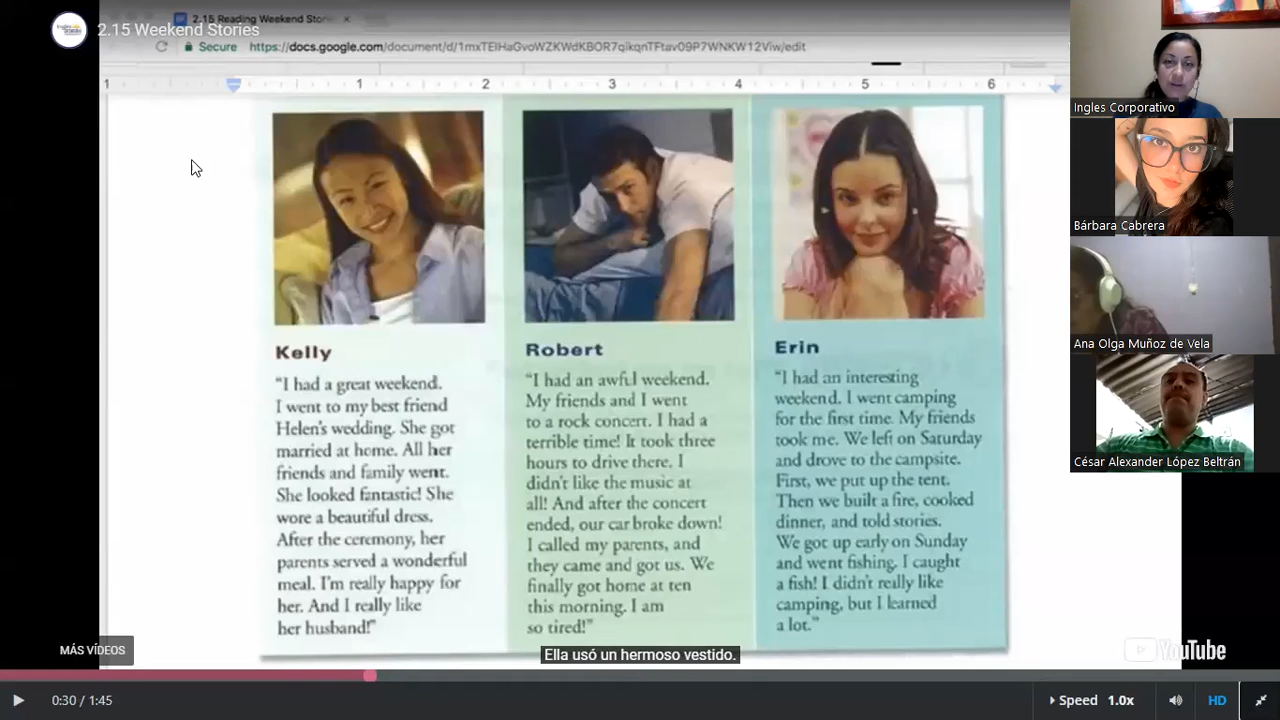 2.15 Reading Weekend Stor
2.15 Weekend Stories
Secure
https://docs.google.com/document/d/1mxTEIHaGvoWZKWdKBOR7qikqnTFtav09P7WNKW12Viw/edit
1 1 2 3 4 5 6
Kelly
"I had a great weekend.
I went to my best friend
Helen's wedding. She got
married at home. All her
friends and family went.
She looked fantastic! She
wore a beautiful dress.
After the ceremony, her
parents served a wonderful
meal. I'm really happy for
her. And I really like
her husband!"
Robert
"I had an awful weekend.
My friends and I went
to a rock concert. I had a
terrible time! It took three
hours to drive there. I
didn't like the music at
all! And after the concert
ended, our car broke down!
I called my parents, and
they came and got us. We
finally got home at ten
this morning. I am
so tired!"
Erin
"I had an interesting
weekend. I went camping
for the first time. My friends
took me. We left on Saturday
and drove to the campsite.
First, we put up the tent.
Then we built a fire, cooked
dinner, and told stories.
We got up early on Sunday
and went fishing. I caught
a fish! I didn't really like
camping, but I learned
a lot."
Ella usó un hermoso vestido.
MÁS VÍDEOS
YouTube
0:30 / 1:45
Speed 1.0x
HD
Ingles Corporativo
Bárbara Cabrera
Ana Olga Muñoz de Vela
César Alexander López Beltrán